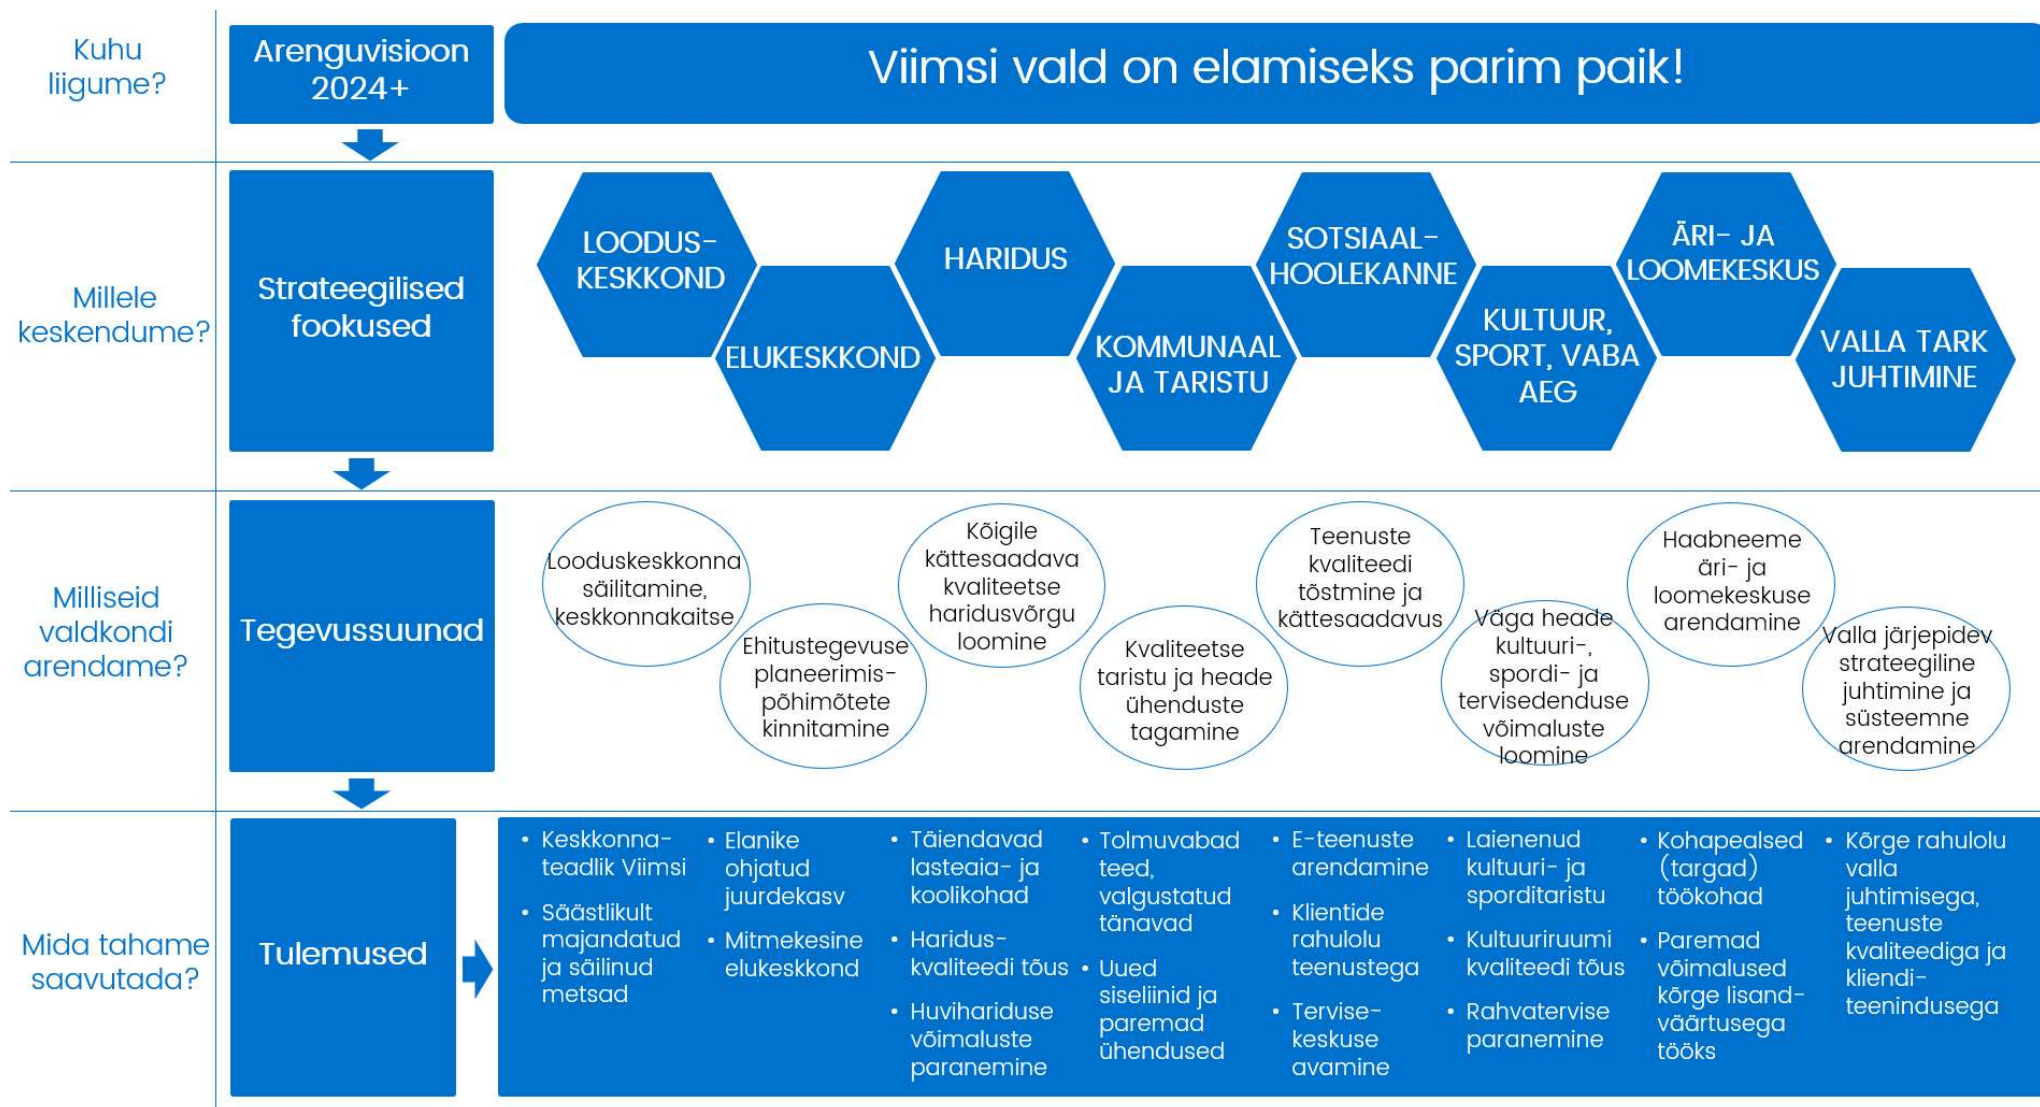 Kuhu
liigume?
Arenguvisioon
2024+
Viimsi vald on elamiseks parim paik!
Millele
keskendume?
Strateegilised
fookused
LOODUS-
KESKKOND
ELUKESKKOND
HARIDUS
KOMMUNAAL
JA TARISTU
SOTSIAAL-
HOOLEKANNE
KULTUUR,
SPORT, VABA
AEG
ÄRI- JA
LOOMEKESKUS
VALLA TARK
JUHTIMINE
Milliseid
valdkondi
arendame?
Tegevussuunad
Looduskeskkonna
säilitamine,
keskkonnakaitse
Ehitustegevuse
planeerimis-
põhimõtete
kinnitamine
Kõigile
kättesaadava
kvaliteetse
haridusvõrgu
loomine
Kvaliteetse
taristu ja heade
ühenduste
tagamine
Teenuste
kvaliteedi
tõstmine ja
kättesaadavus
Väga heade
kultuuri-,
spordi- ja
tervisedenduse
võimaluste
loomine
Haabneeme
äri- ja
loomekeskuse
arendamine
Valla järjepidev
strateegiline
juhtimine ja
süsteemne
arendamine
Mida tahame
saavutada?
Tulemused
• Keskkonna-
teadlik Viimsi
• Säästlikult
majandatud
ja säilinud
metsad
• Elanike
ohjatud
juurdekasv
• Mitmekesine
elukeskkond
• Täiendavad
lasteaia- ja
koolikohad
• Haridus-
kvaliteedi tõus
• Huvihariduse
võimaluste
paranemine
• Tolmuvabad
teed,
valgustatud
tänavad
• Uued
siseliinid ja
paremad
ühendused
• E-teenuste
arendamine
• Klientide
rahulolu
teenustega
• Tervise-
keskuse
avamine
• Laienenud
kultuuri- ja
sporditaristu
• Kultuuriruumi
kvaliteedi tõus
• Rahvatervise
paranemine
• Kohapealsed
(targad)
töökohad
• Paremad
võimalused
kõrge lisand-
väärtusega
tööks
• Kõrge rahulolu
valla
juhtimisega,
teenuste
kvaliteediga ja
kliendi-
teenindusega